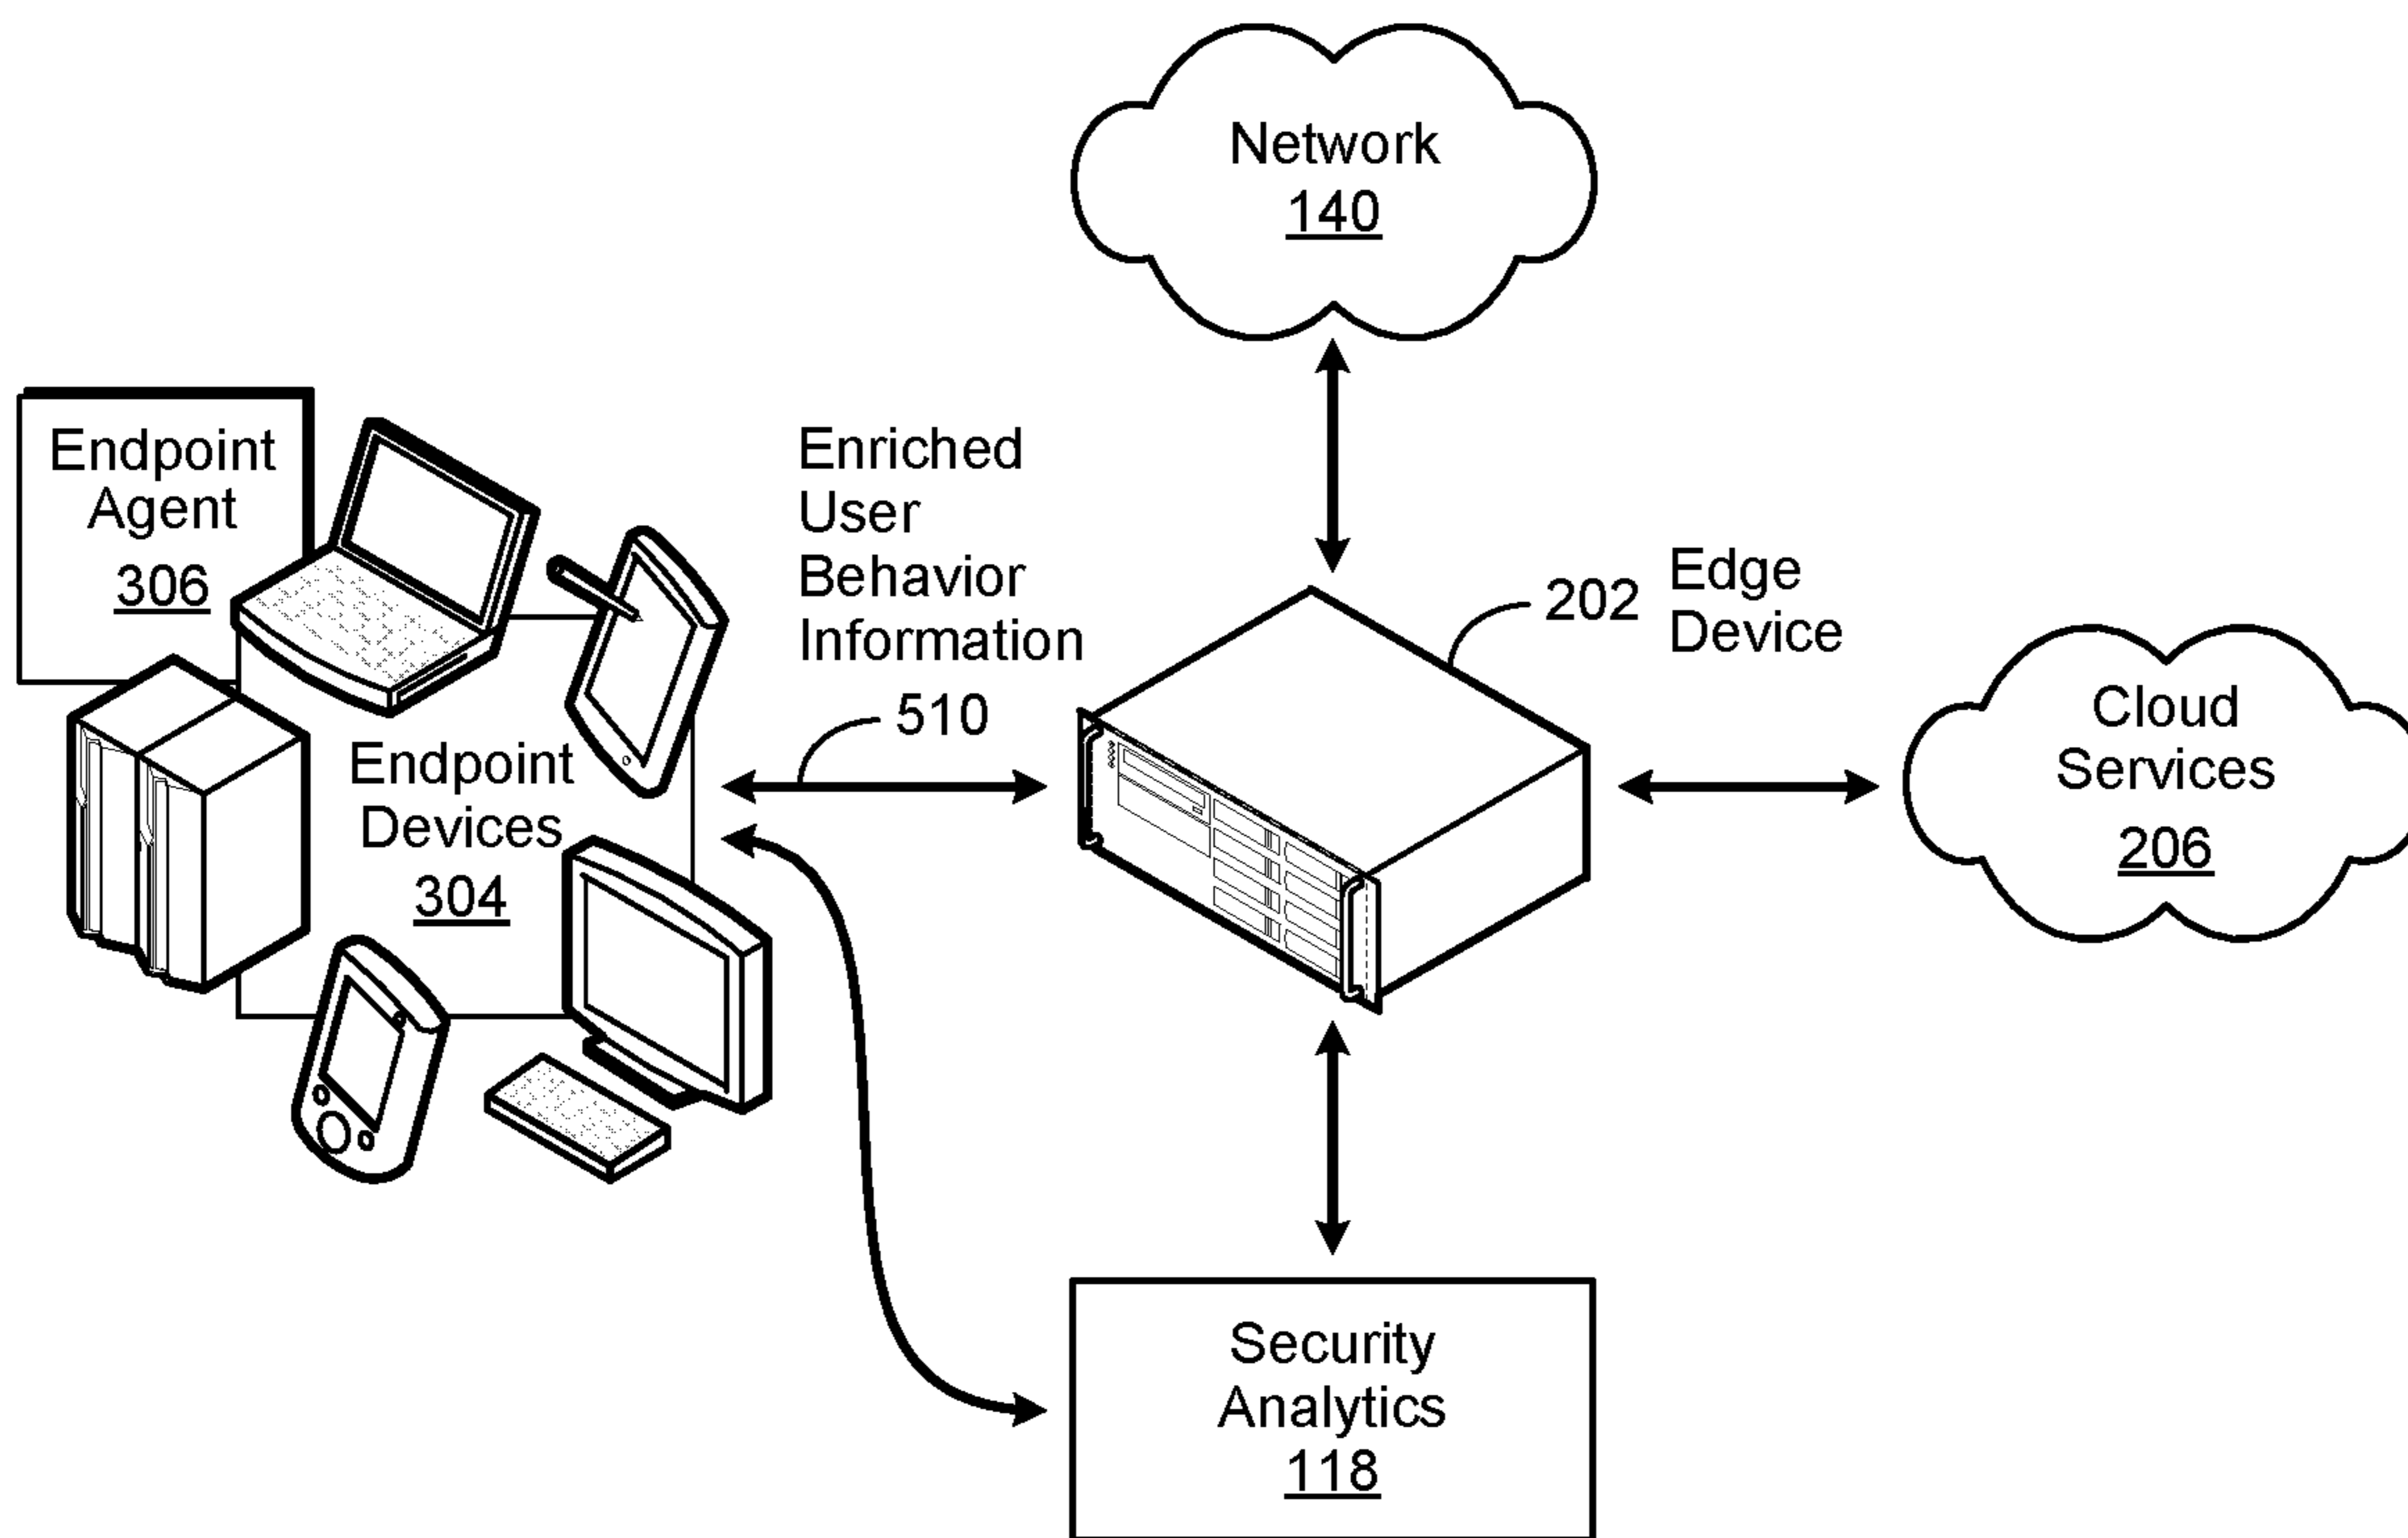 Network
140
Endpoint
Agent
306
Enriched
User
Behavior
Information
510
202
Edge
Device
Endpoint
Devices
304
Cloud
Services
206
Security
Analytics
118